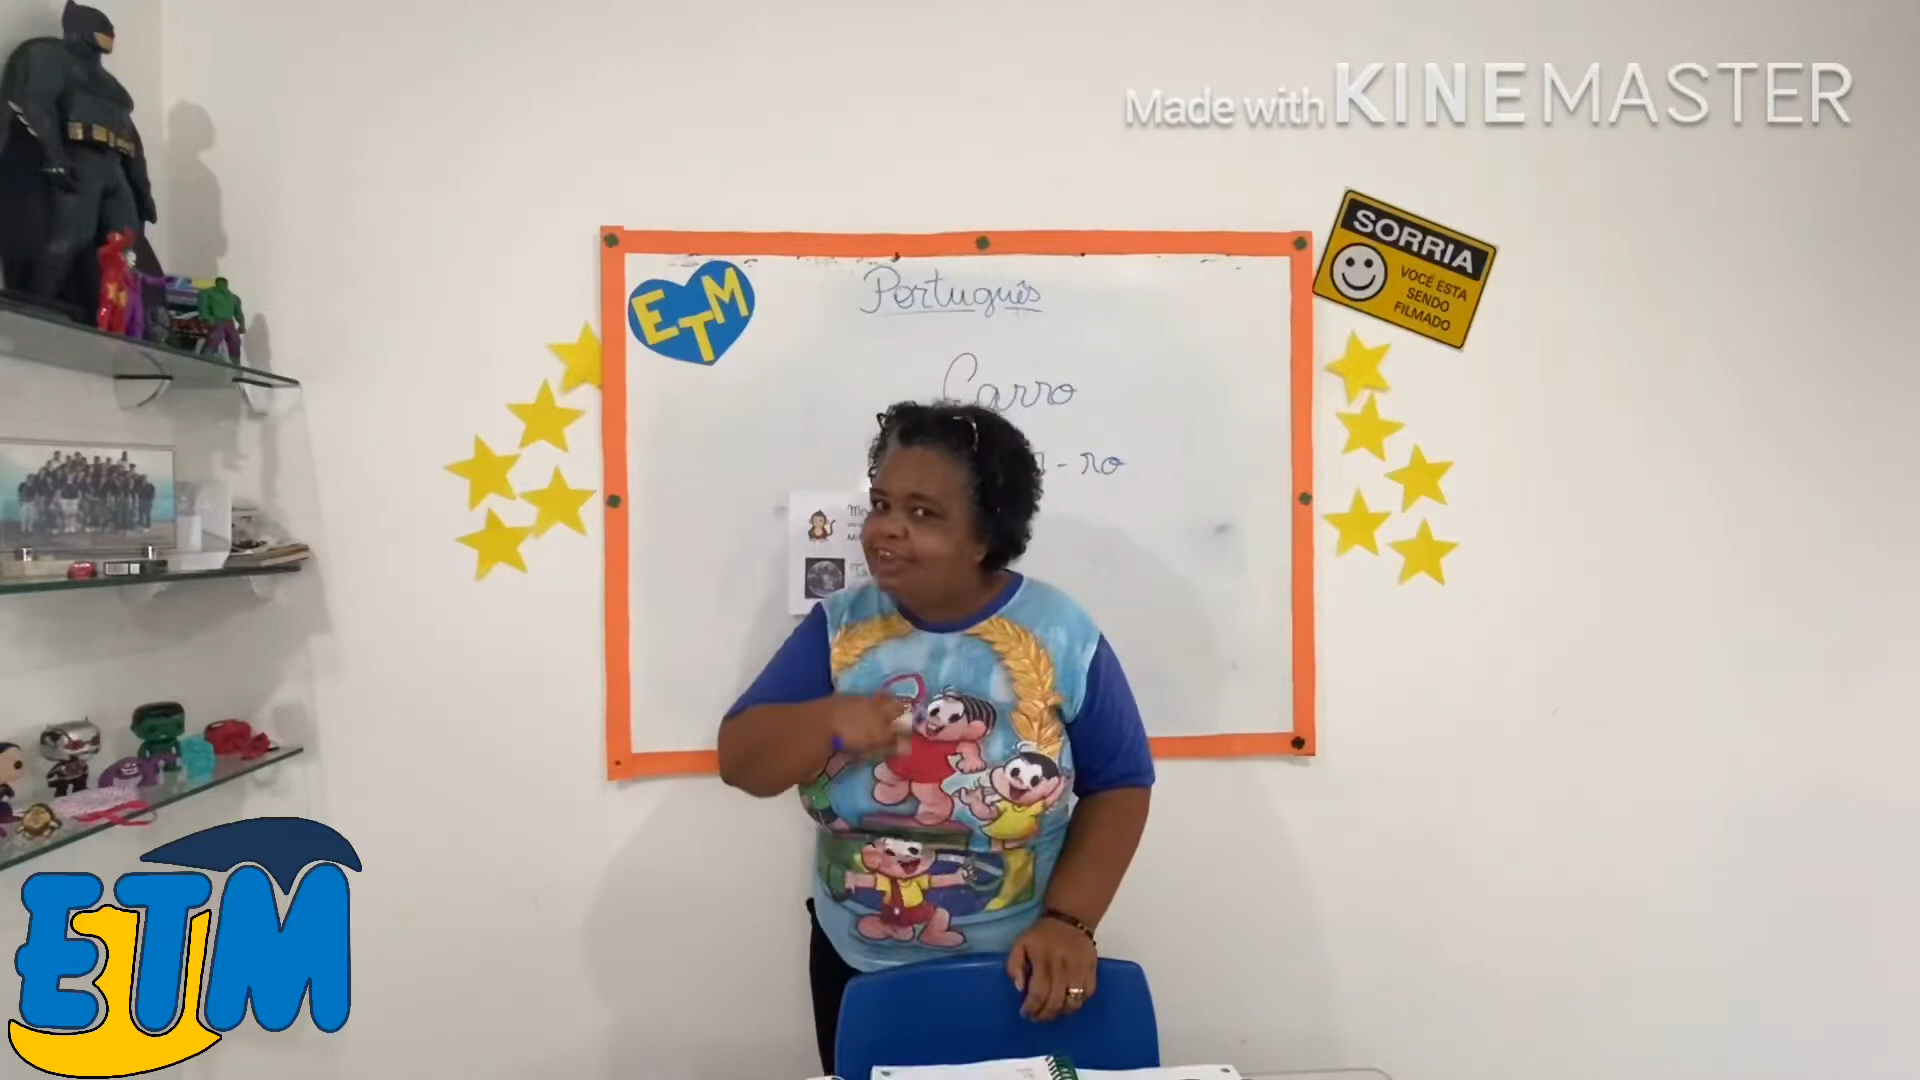 Made with KINEMASTER
SORRIA
VOCÊ ESTA
SENDO
FILMADO
ETM
Português
Carro
- ro
ETM